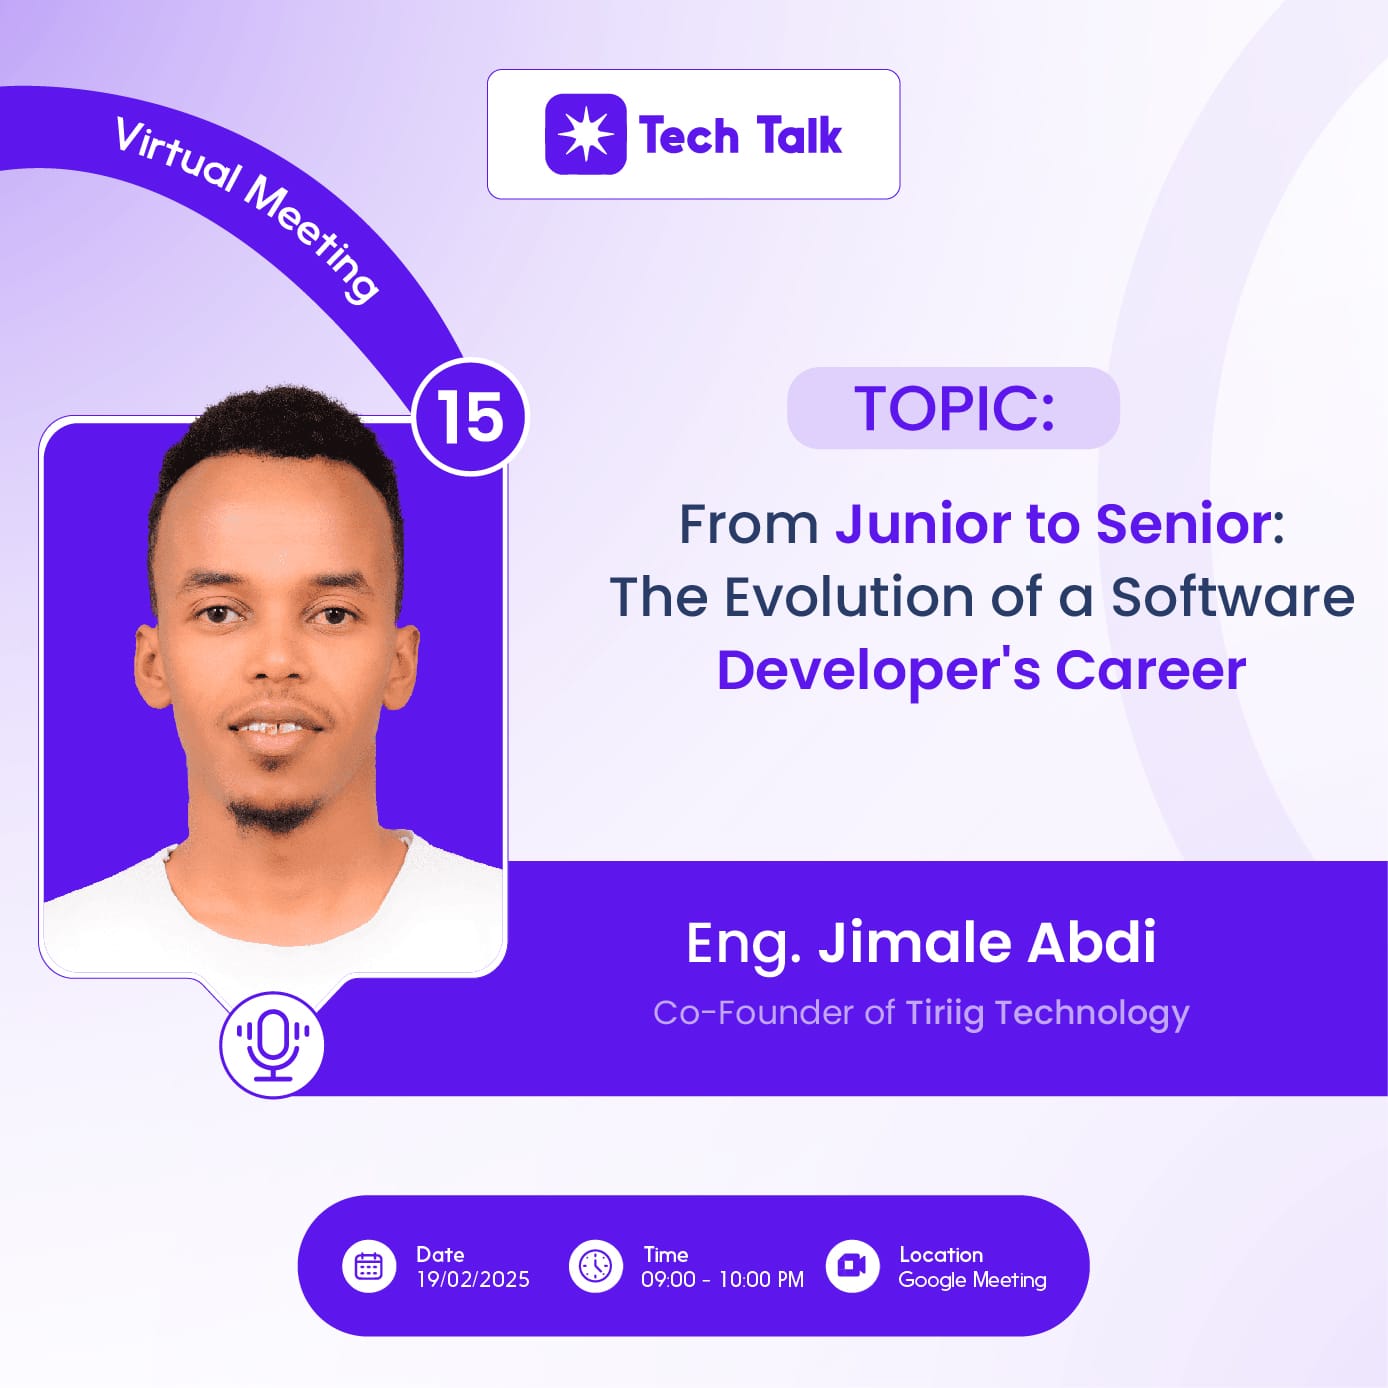 Tech Talk
Virtual Meeting
15
TOPIC:
From Junior to Senior:
The Evolution of a Software
Developer's Career
Eng. Jimale Abdi
Co-Founder of Tiriig Technology
Date
19/02/2025
Time
09:00 - 10:00 PM
Location
Google Meeting